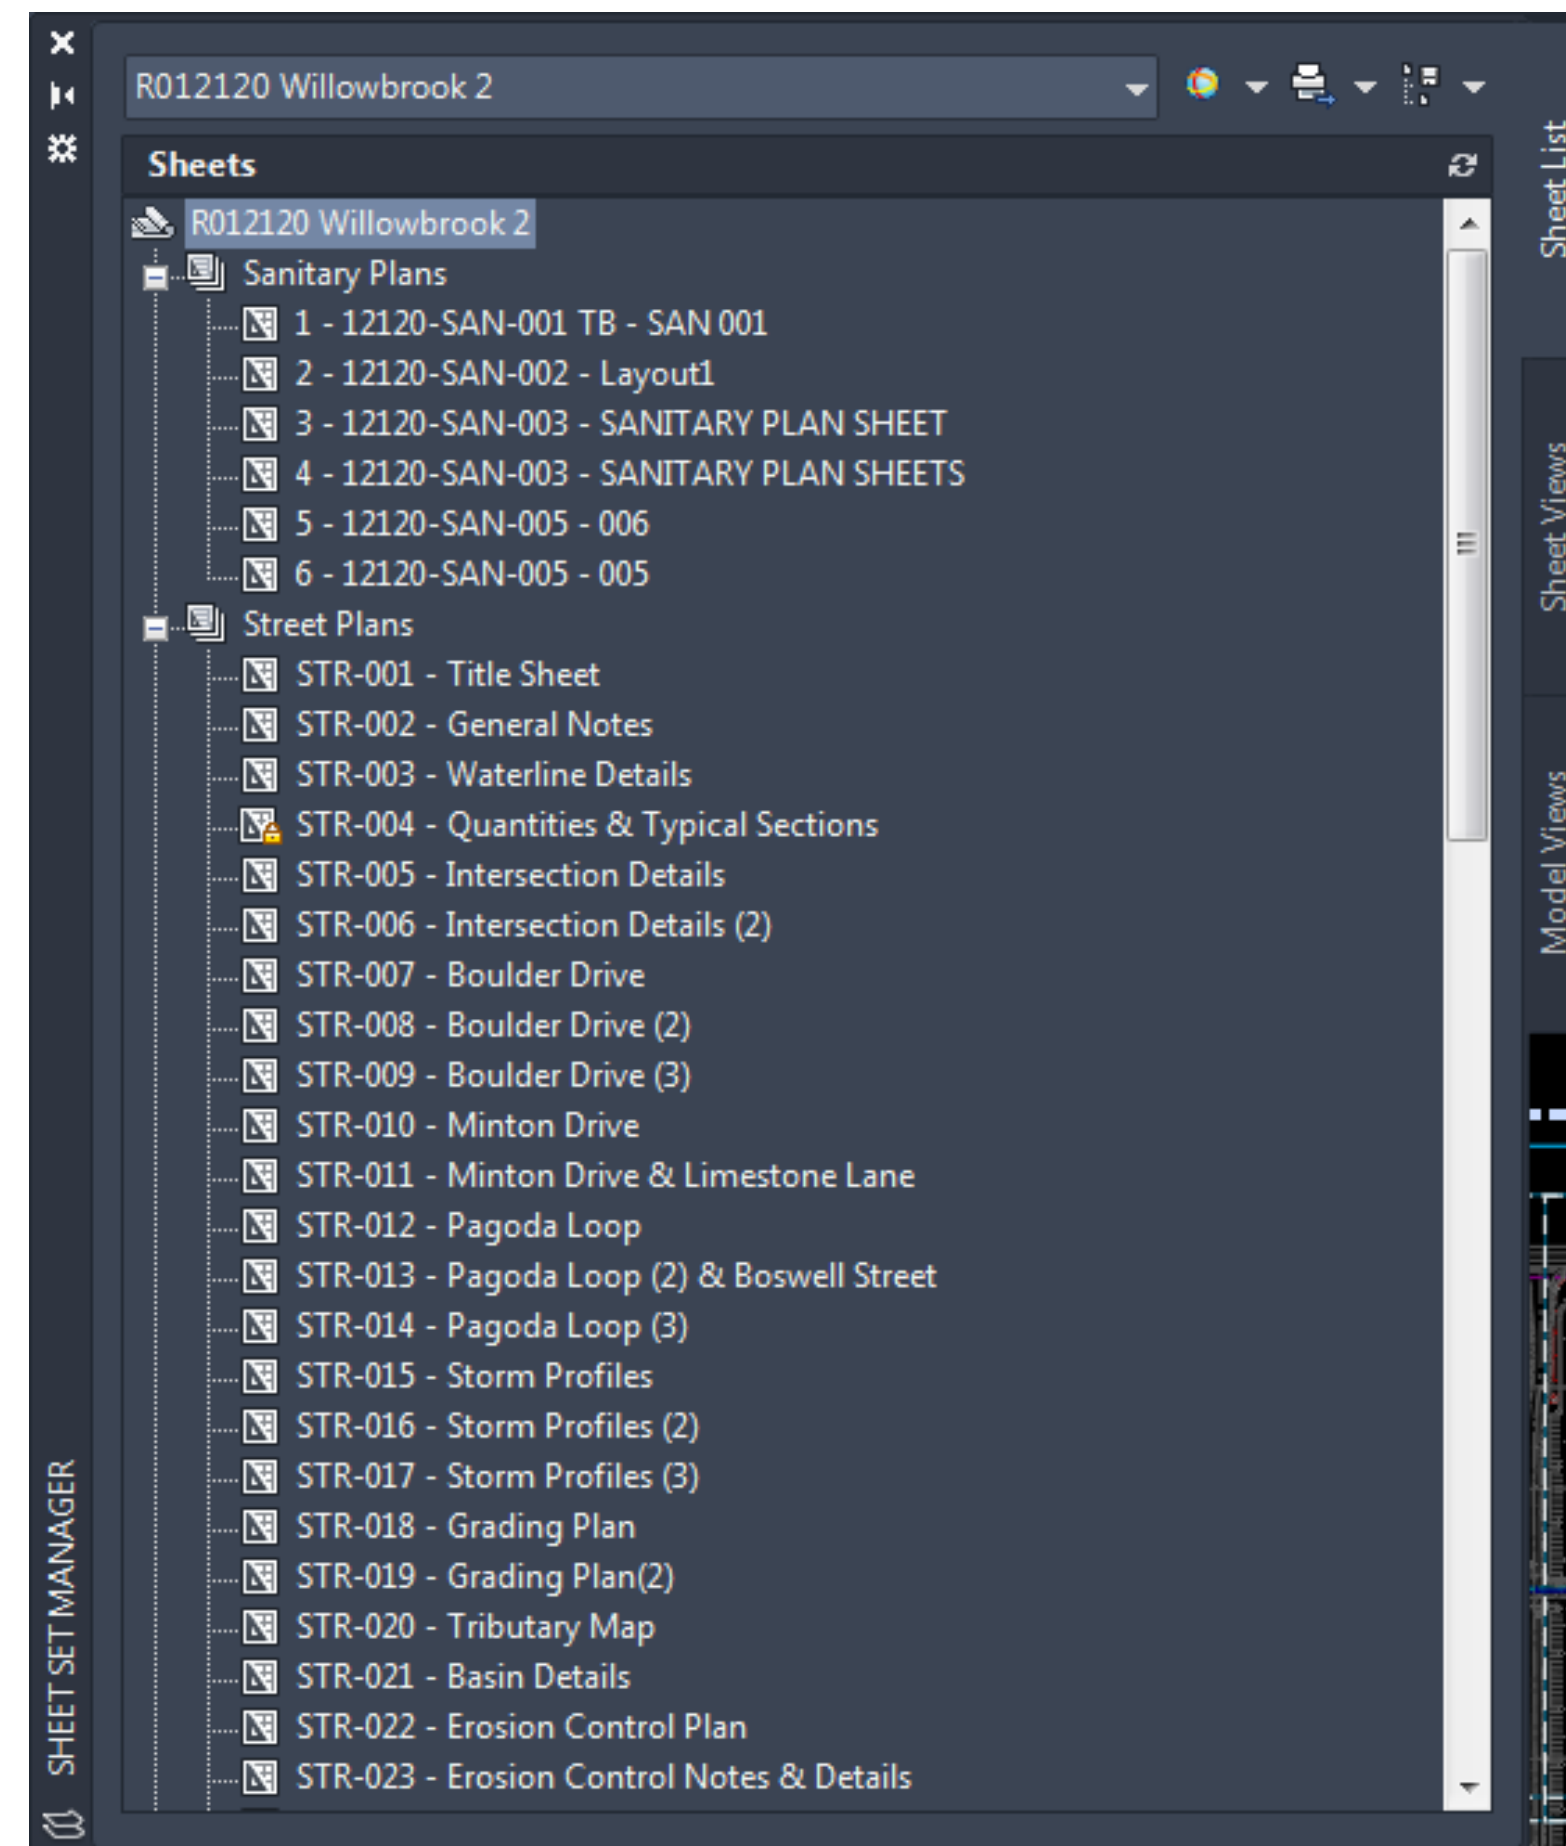 R012120 Willowbrook 2
Sheets
R012120 Willowbrook 2
Sanitary Plans
1 - 12120-SAN-001 TB - SAN 001
2 - 12120-SAN-002 - Layout1
3 - 12120-SAN-003 - SANITARY PLAN SHEET
4 - 12120-SAN-003 - SANITARY PLAN SHEETS
5 - 12120-SAN-005 - 006
6 - 12120-SAN-005 - 005
Street Plans
STR-001 - Title Sheet
STR-002 - General Notes
STR-003 - Waterline Details
STR-004 - Quantities & Typical Sections
STR-005 - Intersection Details
STR-006 - Intersection Details (2)
STR-007 - Boulder Drive
STR-008 - Boulder Drive (2)
STR-009 - Boulder Drive (3)
STR-010 - Minton Drive
STR-011 - Minton Drive & Limestone Lane
STR-012 - Pagoda Loop
STR-013 - Pagoda Loop (2) & Boswell Street
STR-014 - Pagoda Loop (3)
STR-015 - Storm Profiles
STR-016 - Storm Profiles (2)
STR-017 - Storm Profiles (3)
STR-018 - Grading Plan
STR-019 - Grading Plan(2)
STR-020 - Tributary Map
STR-021 - Basin Details
STR-022 - Erosion Control Plan
STR-023 - Erosion Control Notes & Details
SHEET SET MANAGER
Sheet List
Sheet Views
Model Views